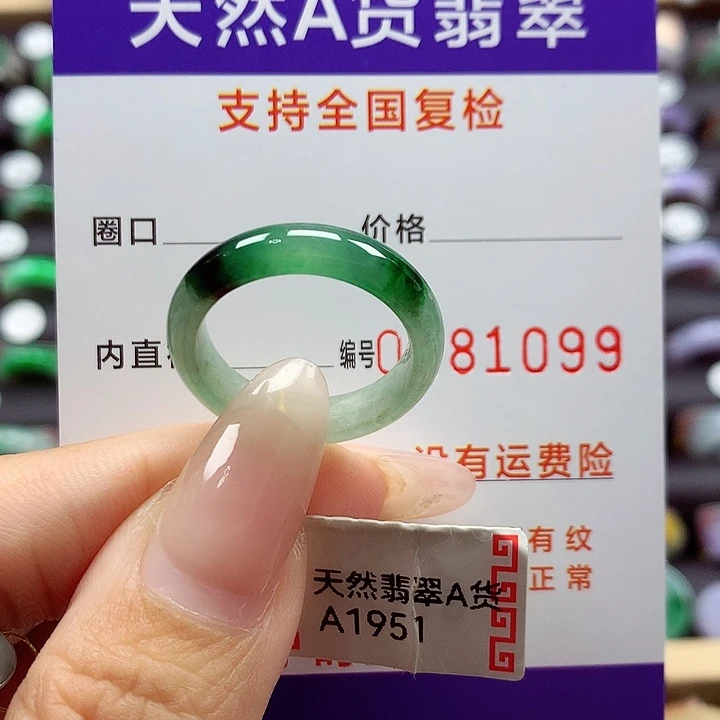 天然A货翡翠
支持全国复检
圈口 价格
内直 编号0 81099
没有运费险
有纹
正常
天然翡翠A货
A1951